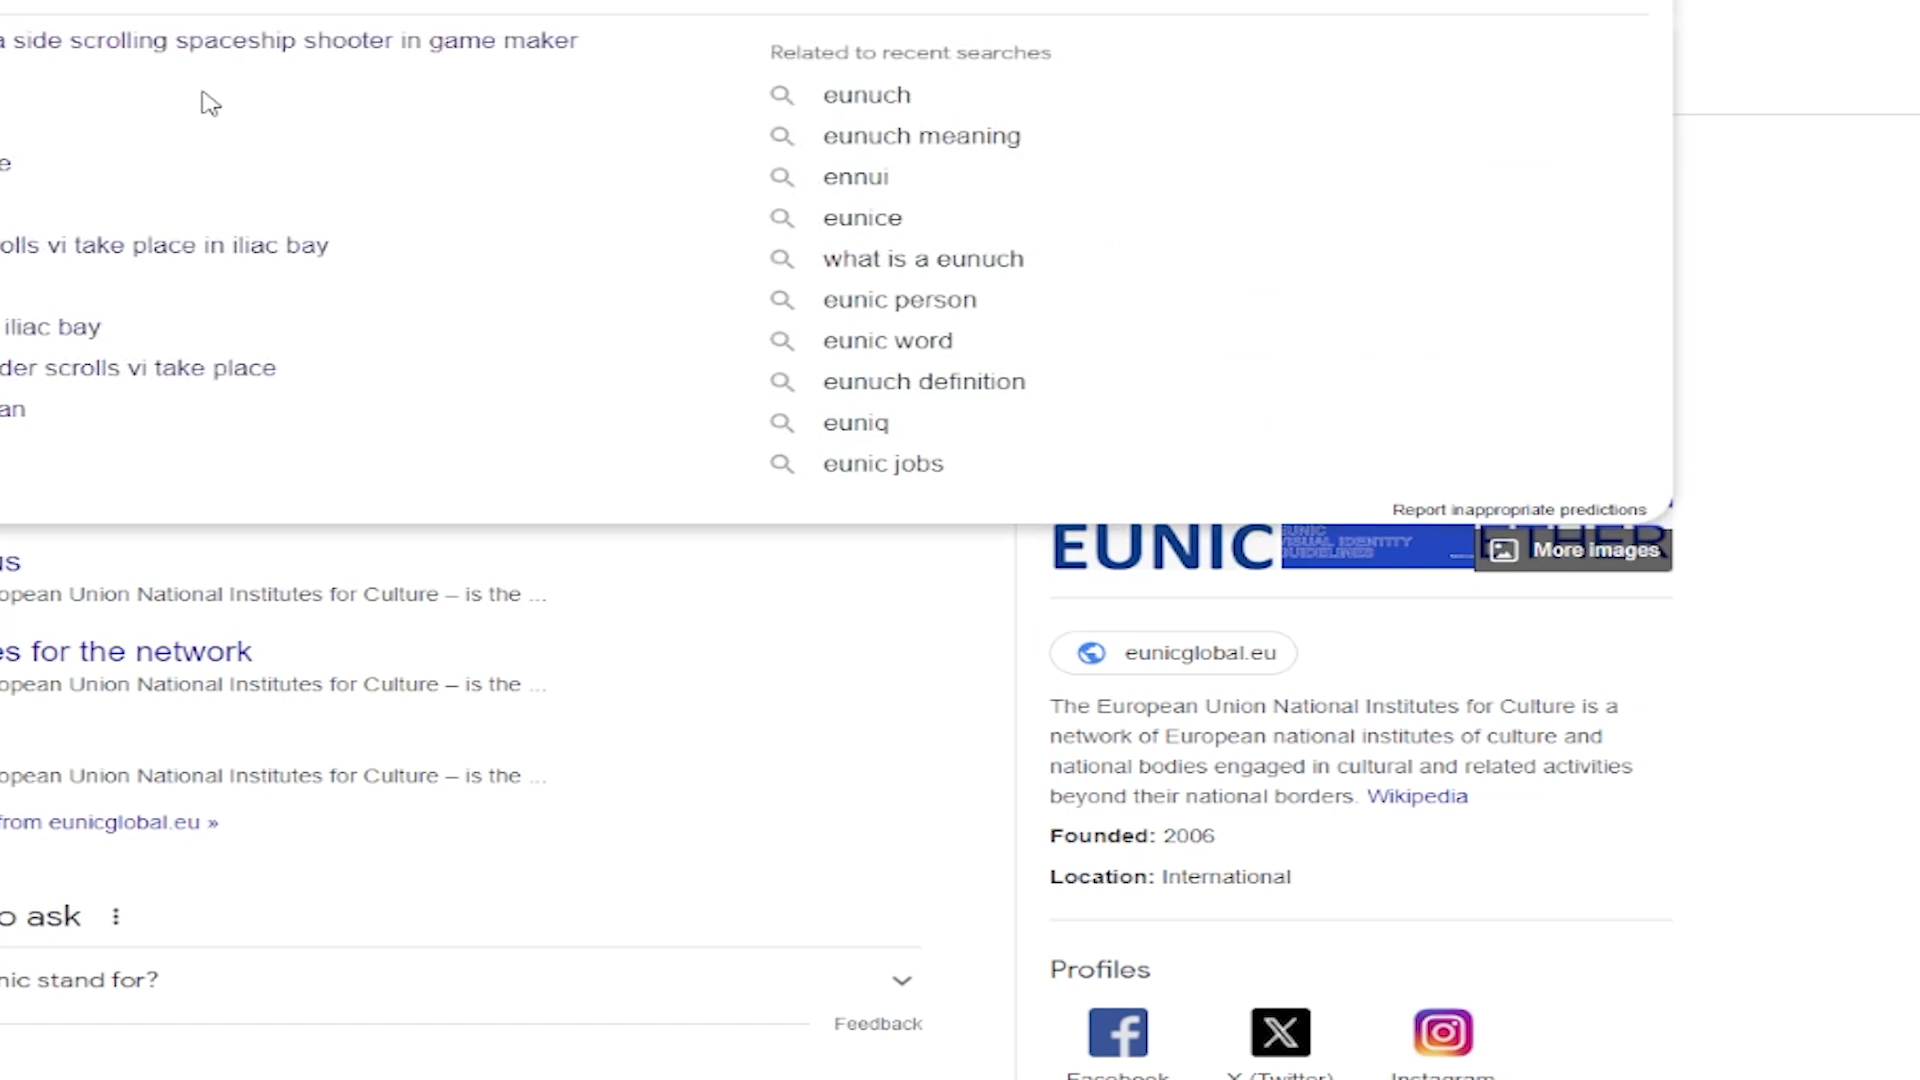 a side scrolling spaceship shooter in game maker
e
olls vi take place in iliac bay
iliac bay
der scrolls vi take place
an
Related to recent searches
eunuch
eunuch meaning
ennui
eunice
what is a eunuch
eunic person
eunic word
eunuch definition
euniq
eunic jobs
Report inappropriate predictions
us
opean Union National Institutes for Culture – is the ...
es for the network
opean Union National Institutes for Culture – is the ...
opean Union National Institutes for Culture – is the ...
from eunicglobal.eu »
o ask
nic stand for?
Feedback
EUNIC
EUNIC
VISUAL IDENTITY
GUIDELINES
More images
eunicglobal.eu
The European Union National Institutes for Culture is a
network of European national institutes of culture and
national bodies engaged in cultural and related activities
beyond their national borders. Wikipedia
Founded: 2006
Location: International
Profiles
Facebook
X (Twitter)
Instagram